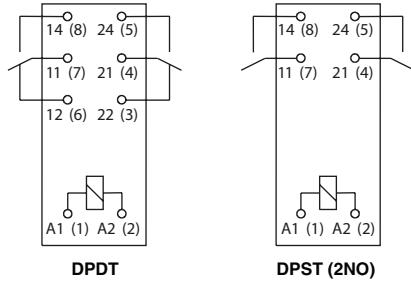 14 (8) 24 (5)
11 (7) 21 (4)
12 (6) 22 (3)
A1 (1) A2 (2)
DPDT
14 (8) 24 (5)
11 (7) 21 (4)
A1 (1) A2 (2)
DPST (2NO)